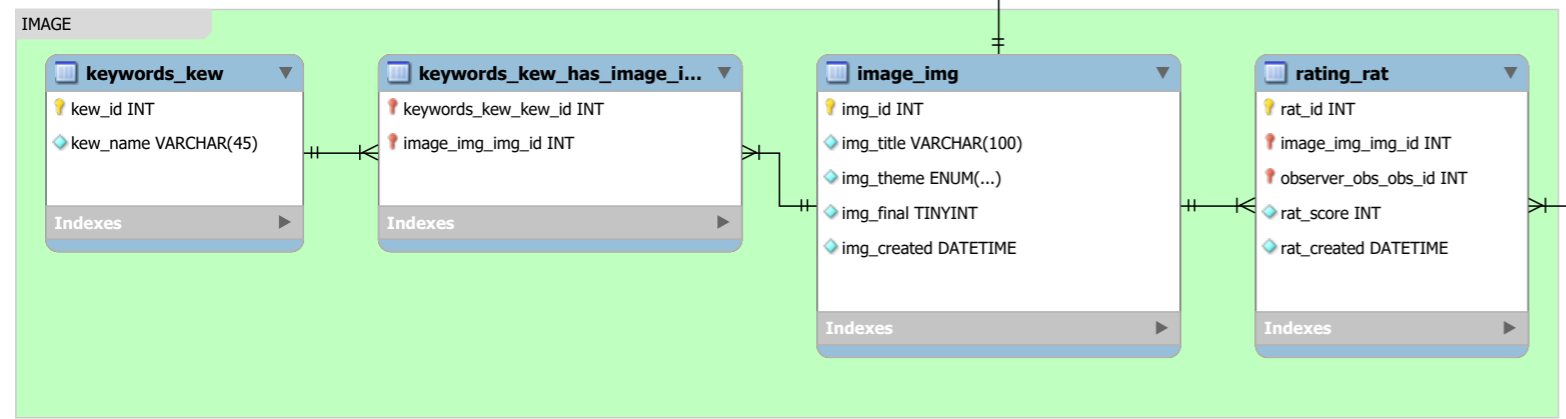 IMAGE
keywords_kew
kew_id INT
kew_name VARCHAR(45)
Indexes
keywords_kew_has_image_i...
keywords_kew_kew_id INT
image_img_img_id INT
Indexes
image_img
img_id INT
img_title VARCHAR(100)
img_theme ENUM(...)
img_final TINYINT
img_created DATETIME
Indexes
rating_rat
rat_id INT
image_img_img_id INT
observer_obs_obs_id INT
rat_score INT
rat_created DATETIME
Indexes